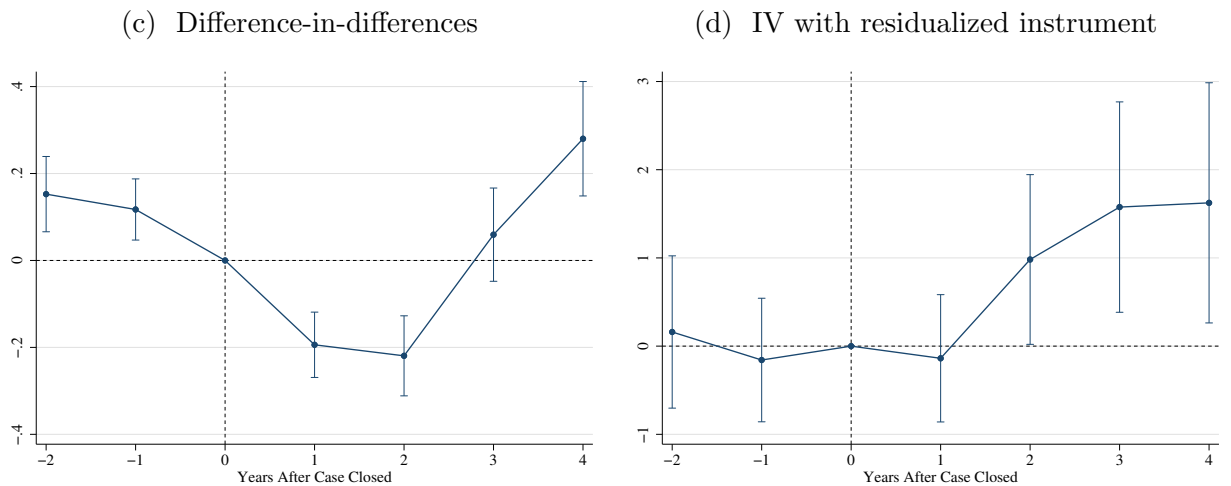 (c) Difference-in-differences
.4
.2
0
-.2
-.4
-2 -1 0 1 2 3 4
Years After Case Closed
(d) IV with residualized instrument
3
2
1
0
-1
-2 -1 0 1 2 3 4
Years After Case Closed